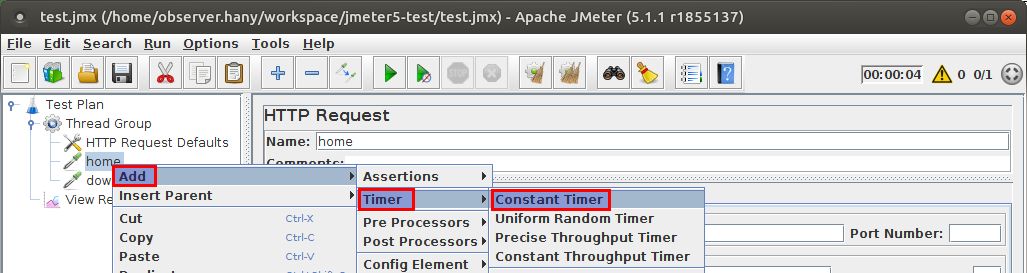 test.jmx (/home/observer.hany/workspace/jmeter5-test/test.jmx) - Apache JMeter (5.1.1 r1855137)
File Edit Search Run Options Tools Help
00:00:04 0 0/1
Test Plan
Thread Group
HTTP Request Defaults
home
dow
View Re
HTTP Request
Name: home
Comments:
Add
Insert Parent
Cut Ctrl-X
Copy Ctrl-C
Paste Ctrl-V
Assertions
Timer
Pre Processors
Post Processors
Config Element
Constant Timer
Uniform Random Timer
Precise Throughput Timer
Constant Throughput Timer
Port Number: